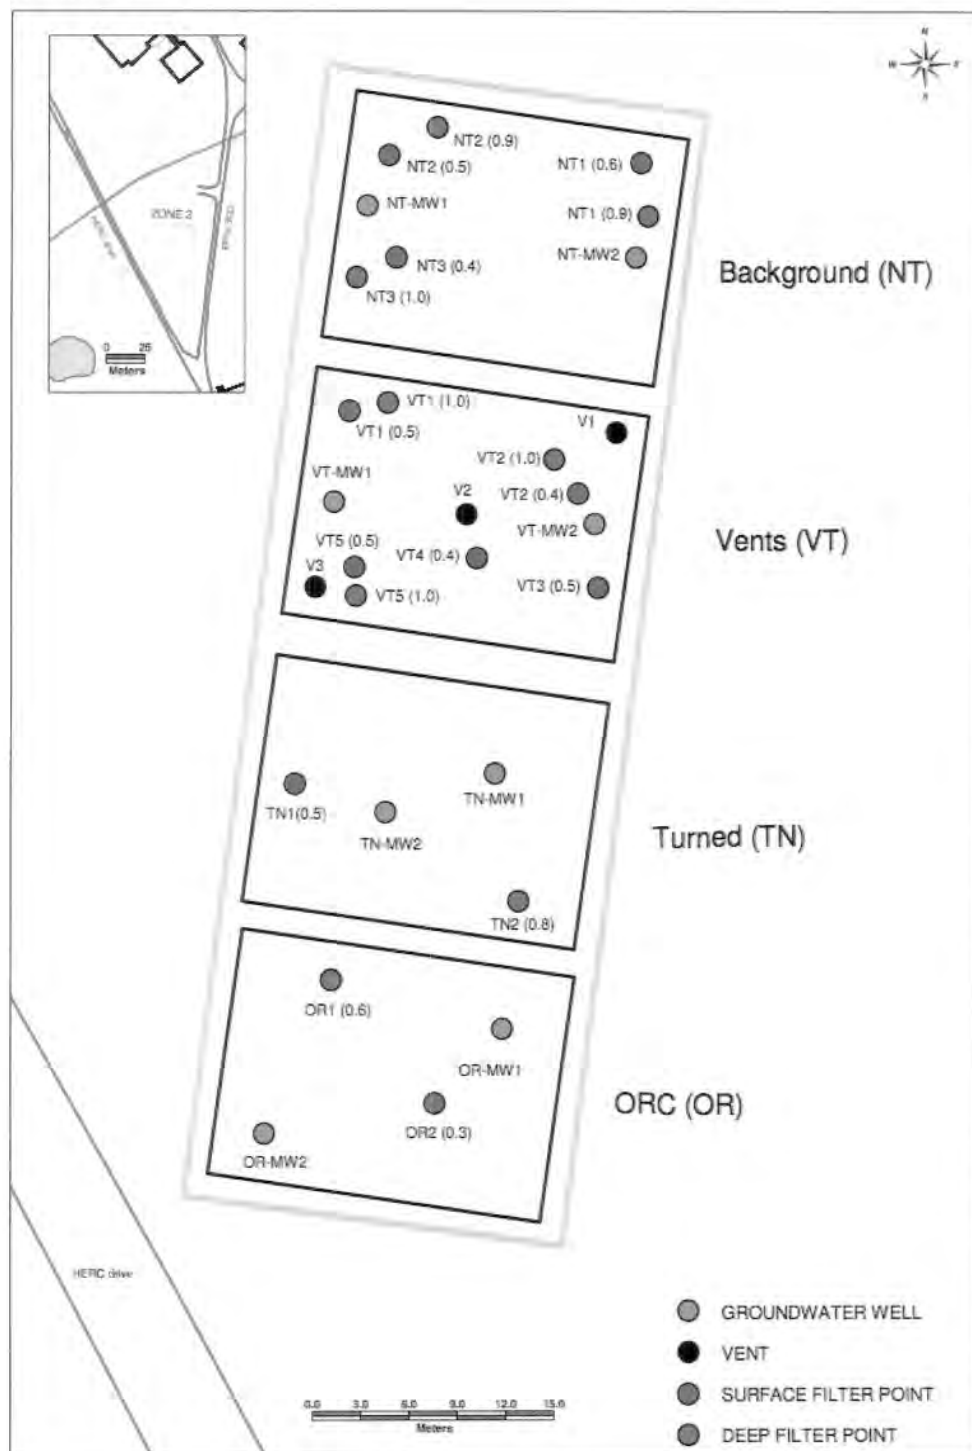 N
W
E
S
ZONE 2
0 25
Meters
NT2 (0.9)
NT2 (0.5)
NT1 (0.6)
NT-MW1
NT1 (0.9)
NT-MW2
NT3 (0.4)
NT3 (1.0)
Background (NT)
VT1 (1.0)
VT1 (0.5)
V1
VT2 (1.0)
VT-MW1
V2
VT2 (0.4)
VT-MW2
VT5 (0.5)
VT4 (0.4)
V3
VT5 (1.0)
VT3 (0.5)
Vents (VT)
TN1(0.5)
TN-MW1
TN-MW2
TN2 (0.8)
Turned (TN)
OR1 (0.6)
OR-MW1
OR2 (0.3)
OR-MW2
ORC (OR)
HERC drive
GROUNDWATER WELL
VENT
SURFACE FILTER POINT
DEEP FILTER POINT
0.0 3.0 6.0 9.0 12.0 15.0
Meters